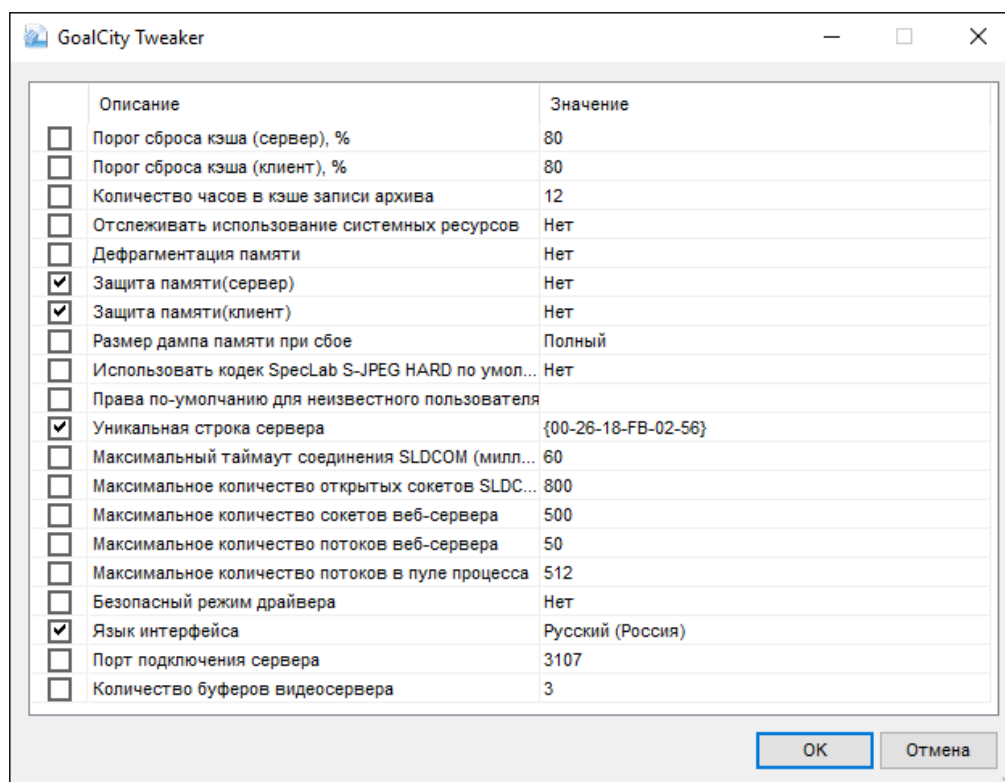 GoalCity Tweaker
Описание Значение
Порог сброса кэша (сервер), % 80
Порог сброса кэша (клиент), % 80
Количество часов в кэше записи архива 12
Отслеживать использование системных ресурсов Нет
Дефрагментация памяти Нет
Защита памяти(сервер) Нет
Защита памяти(клиент) Нет
Размер дампа памяти при сбое Полный
Использовать кодек SpecLab S-JPEG HARD по умол... Нет
Права по-умолчанию для неизвестного пользователя
Уникальная строка сервера {00-26-18-FB-02-56}
Максимальный таймаут соединения SLDCOM (милл... 60
Максимальное количество открытых сокетов SLDC... 800
Максимальное количество сокетов веб-сервера 500
Максимальное количество потоков веб-сервера 50
Максимальное количество потоков в пуле процесса 512
Безопасный режим драйвера Нет
Язык интерфейса Русский (Россия)
Порт подключения сервера 3107
Количество буферов видеосервера 3
OK Отмена